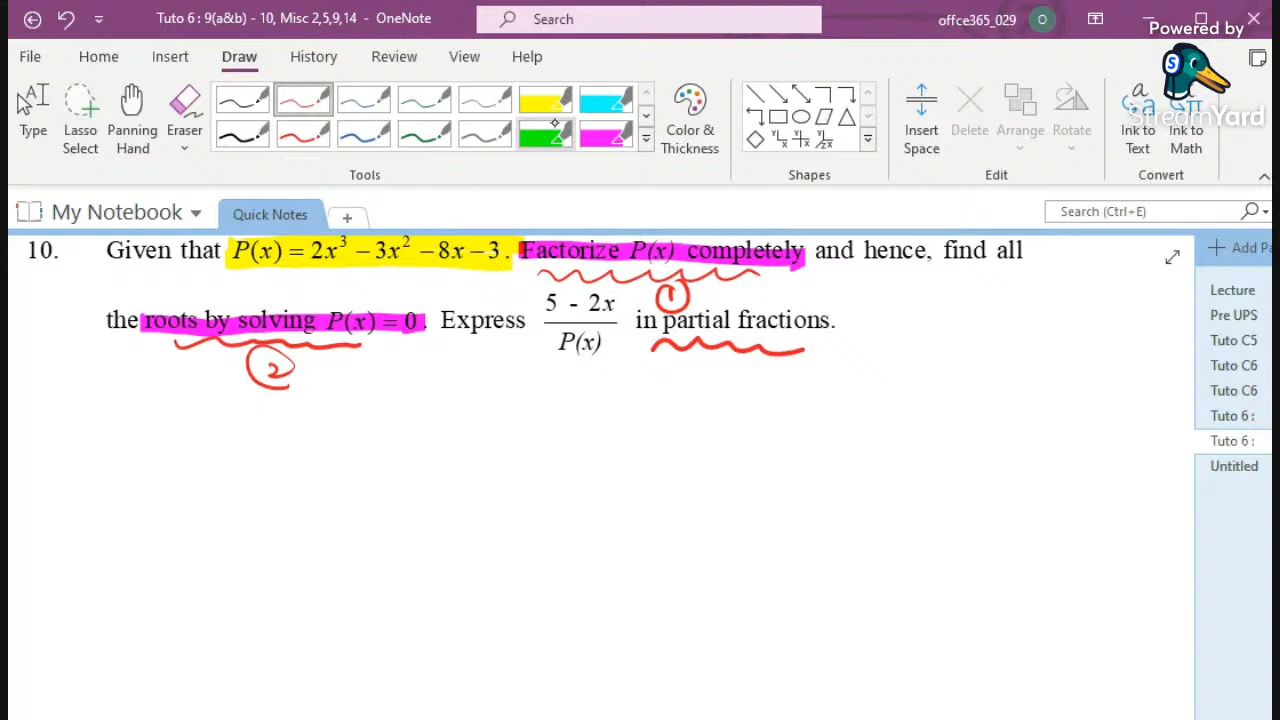 Tuto 6 : 9(a&b) - 10, Misc 2,5,9,14 - OneNote
Search
offce365_029
O
Powered by
StreamYard
File Home Insert Draw History Review View Help
Type
Lasso Select
Panning Hand
Eraser
Color & Thickness
Insert Space
Delete
Arrange
Rotate
Ink to Text
Ink to Math
Tools
Shapes
Edit
Convert
My Notebook
Quick Notes
Search (Ctrl+E)
Add Pa
10. Given that P(x) = 2x³ − 3x² − 8x − 3. Factorize P(x) completely and hence, find all
①
the roots by solving P(x) = 0. Express (5 - 2x)/P(x) in partial fractions.
②
Lecture
Pre UPS
Tuto C5
Tuto C6
Tuto C6
Tuto 6 :
Tuto 6 :
Untitled